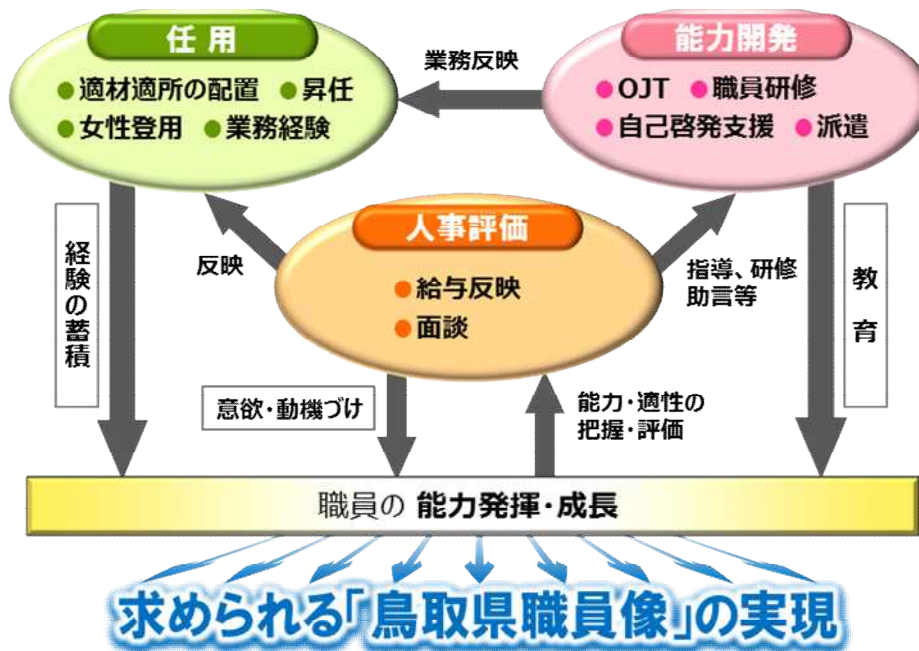 任用
●適材適所の配置 ●昇任
●女性登用 ●業務経験
業務反映
能力開発
●OJT ●職員研修
●自己啓発支援 ●派遣
人事評価
●給与反映
●面談
反映
指導、研修
助言等
経験の蓄積
教育
意欲・動機づけ
能力・適性の
把握・評価
職員の 能力発揮・成長
求められる「鳥取県職員像」の実現